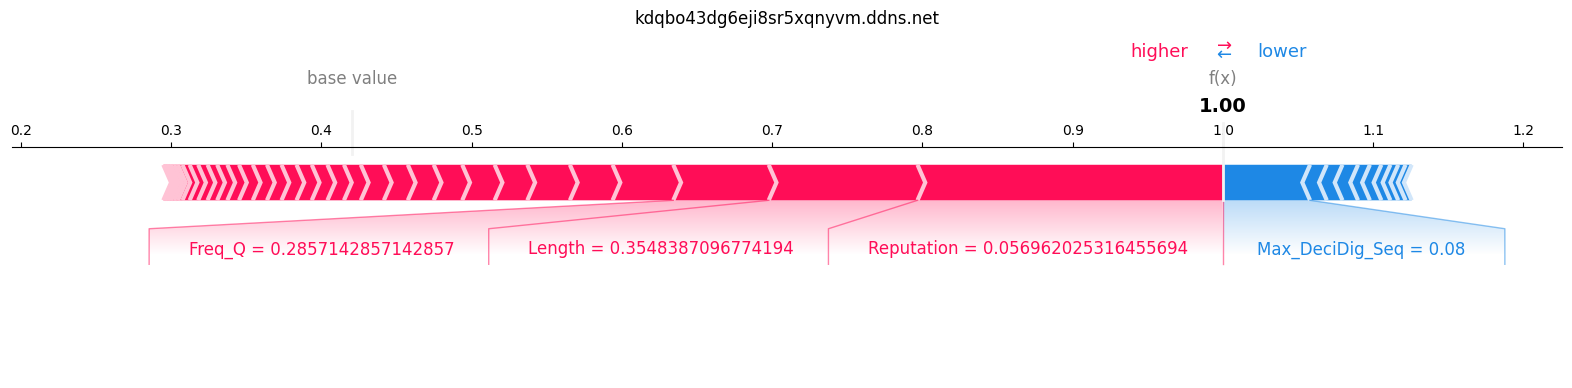 kdqbo43dg6eji8sr5xqnyvm.ddns.net
higher → ← lower
base value f(x)
1.00
0.2 0.3 0.4 0.5 0.6 0.7 0.8 0.9 1.0 1.1 1.2
Freq_Q = 0.2857142857142857 Length = 0.3548387096774194 Reputation = 0.056962025316455694 Max_DeciDig_Seq = 0.08